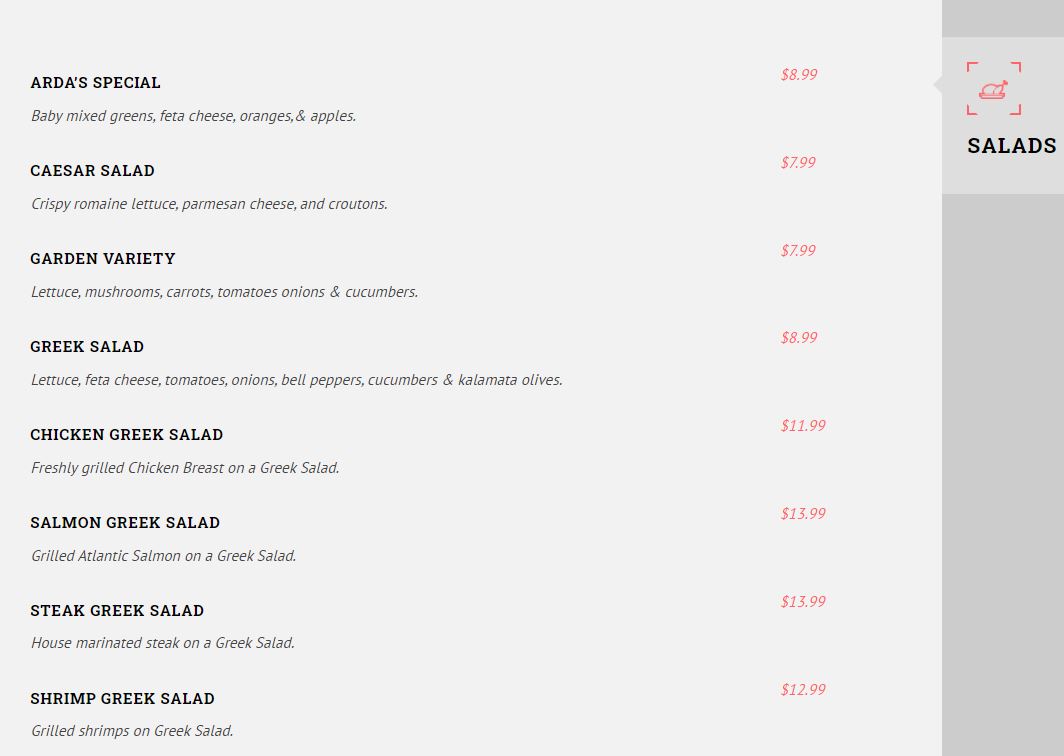 ARDA'S SPECIAL
$8.99
Baby mixed greens, feta cheese, oranges,& apples.
CAESAR SALAD
$7.99
Crispy romaine lettuce, parmesan cheese, and croutons.
GARDEN VARIETY
$7.99
Lettuce, mushrooms, carrots, tomatoes onions & cucumbers.
GREEK SALAD
$8.99
Lettuce, feta cheese, tomatoes, onions, bell peppers, cucumbers & kalamata olives.
CHICKEN GREEK SALAD
$11.99
Freshly grilled Chicken Breast on a Greek Salad.
SALMON GREEK SALAD
$13.99
Grilled Atlantic Salmon on a Greek Salad.
STEAK GREEK SALAD
$13.99
House marinated steak on a Greek Salad.
SHRIMP GREEK SALAD
$12.99
Grilled shrimps on Greek Salad.
SALADS